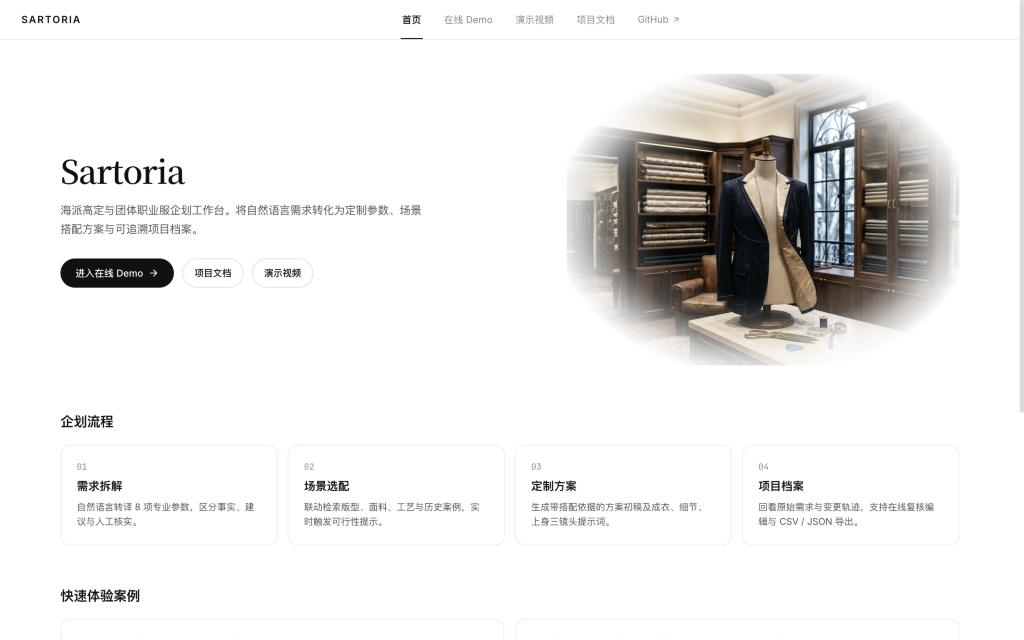 SARTORIA
首页
在线 Demo
演示视频
项目文档
GitHub ↗
Sartoria
海派高定与团体职业服企划工作台。将自然语言需求转化为定制参数、场景
搭配方案与可追溯项目档案。
进入在线 Demo →
项目文档
演示视频
企划流程
01
需求拆解
自然语言转译 8 项专业参数，区分事实、建
议与人工核实。
02
场景选配
联动检索版型、面料、工艺与历史案例，实
时触发可行性提示。
03
定制方案
生成带搭配依据的方案初稿及成衣、细节、
上身三镜头提示词。
04
项目档案
回看原始需求与变更轨迹，支持在线复核编
辑与 CSV / JSON 导出。
快速体验案例